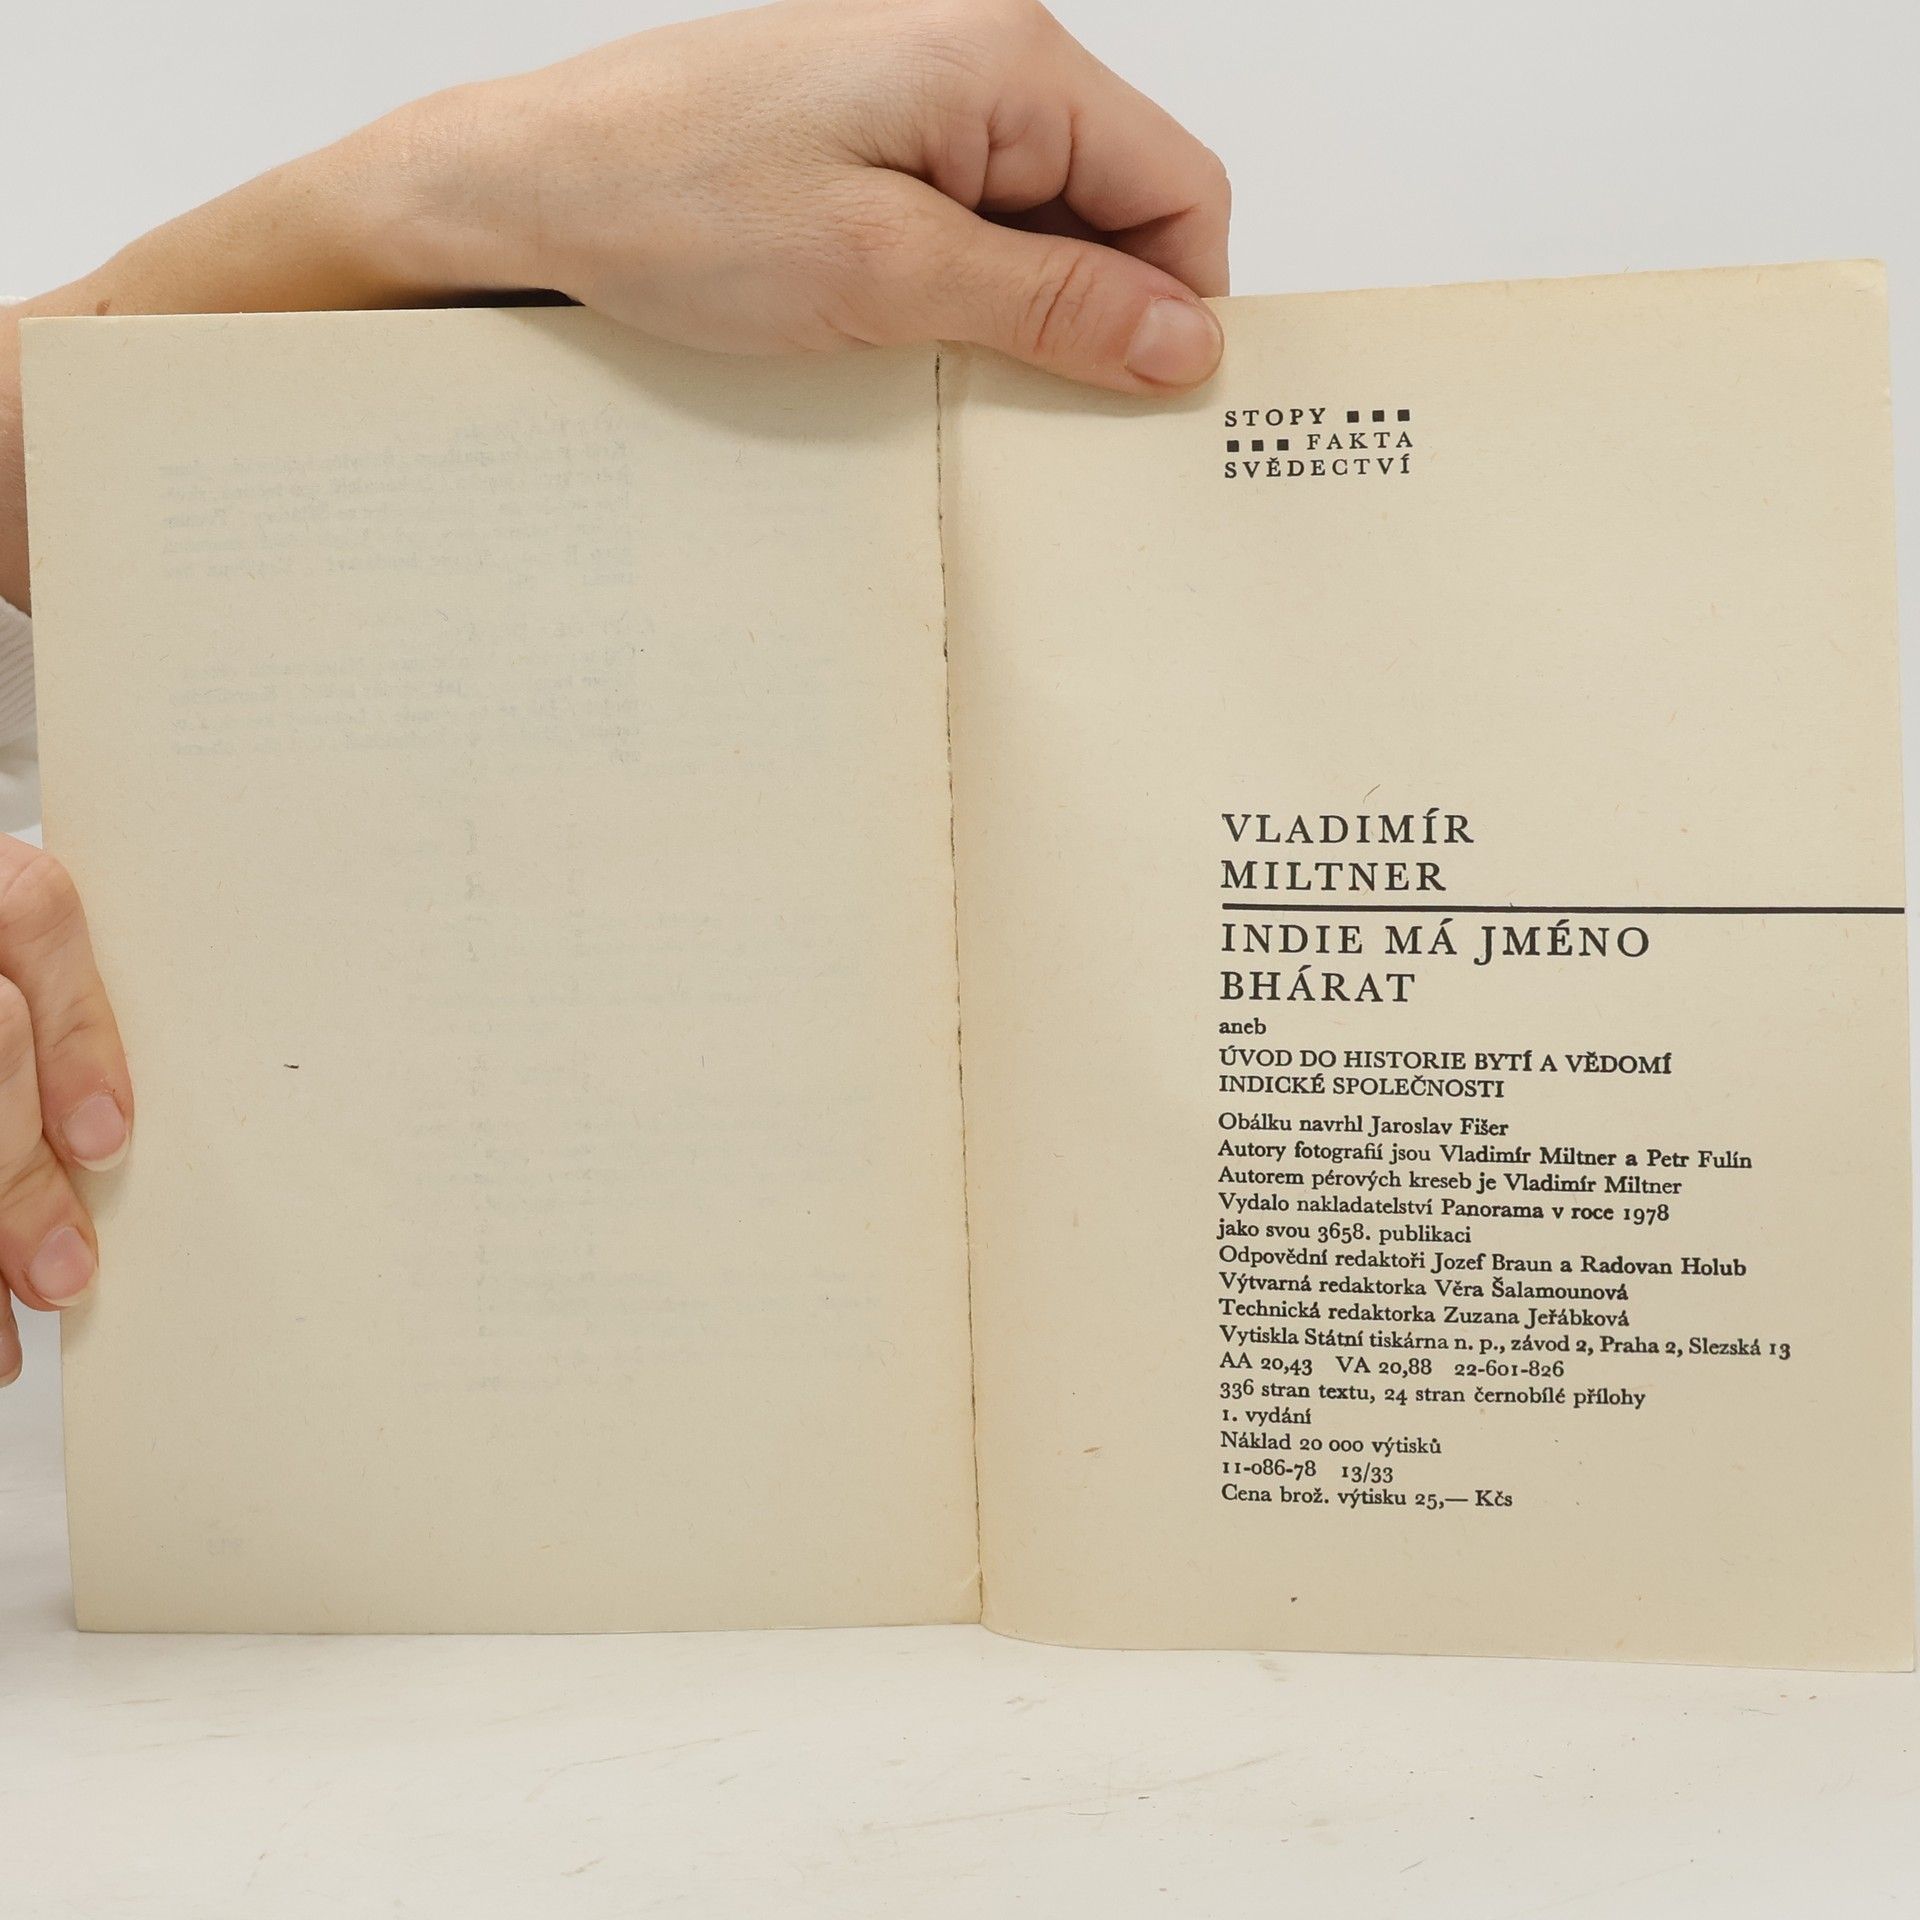 STOPY ■ ■ ■
■ ■ ■ FAKTA
SVĚDECTVÍ
VLADIMÍR
MILTNER
INDIE MÁ JMÉNO
BHÁRAT
aneb
ÚVOD DO HISTORIE BYTÍ A VĚDOMÍ
INDICKÉ SPOLEČNOSTI
Obálku navrhl Jaroslav Fišer
Autory fotografií jsou Vladimír Miltner a Petr Fulín
Autorem pérových kreseb je Vladimír Miltner
Vydalo nakladatelství Panorama v roce 1978
jako svou 3658. publikaci
Odpovědní redaktoři Jozef Braun a Radovan Holub
Výtvarná redaktorka Věra Šalamounová
Technická redaktorka Zuzana Jeřábková
Vytiskla Státní tiskárna n. p., závod 2, Praha 2, Slezská 13
AA 20,43 VA 20,88 22-601-826
336 stran textu, 24 stran černobílé přílohy
1. vydání
Náklad 20 000 výtisků
11-086-78 13/33
Cena brož. výtisku 25,— Kčs